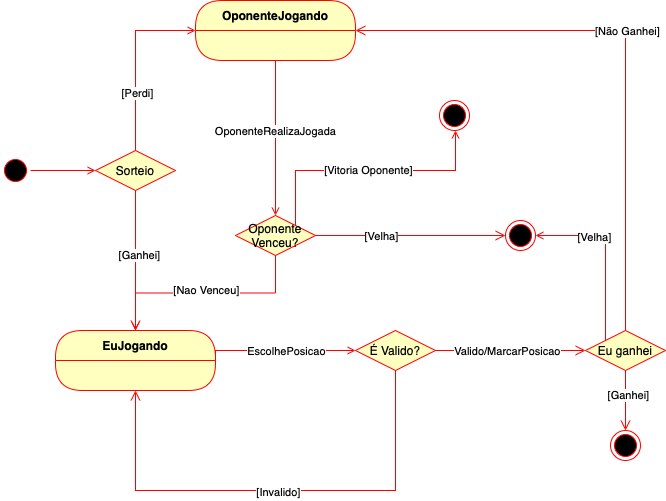 OponenteJogando
[Não Ganhei]
[Perdi]
OponenteRealizaJogada
Sorteio
[Vitoria Oponente]
Oponente
Venceu?
[Velha]
[Velha]
[Ganhei]
[Nao Venceu]
EuJogando
EscolhePosicao
É Valido?
Valido/MarcarPosicao
Eu ganhei
[Ganhei]
[Invalido]